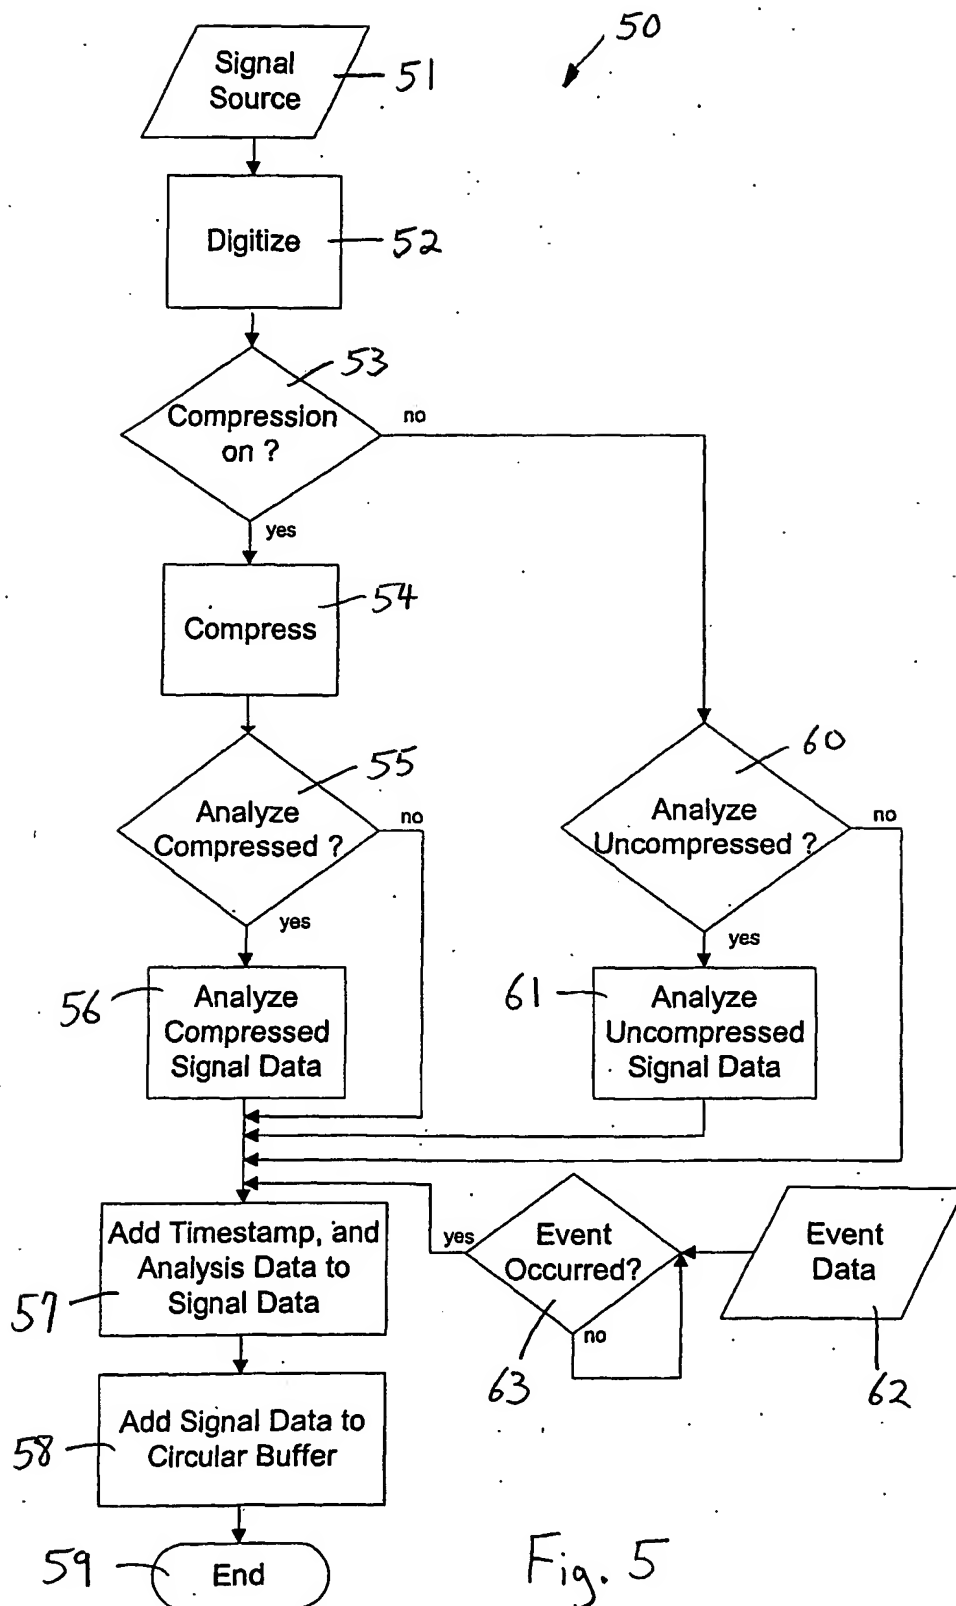 50
Signal
Source
51
Digitize
52
53
Compression
on ?
no
yes
54
Compress
55
Analyze
Compressed ?
no
yes
60
Analyze
Uncompressed ?
no
yes
56
Analyze
Compressed
Signal Data
61
Analyze
Uncompressed
Signal Data
Add Timestamp, and
Analysis Data to
Signal Data
57
yes
Event
Occurred?
no
63
Event
Data
62
Add Signal Data to
Circular Buffer
58
59
End
Fig. 5